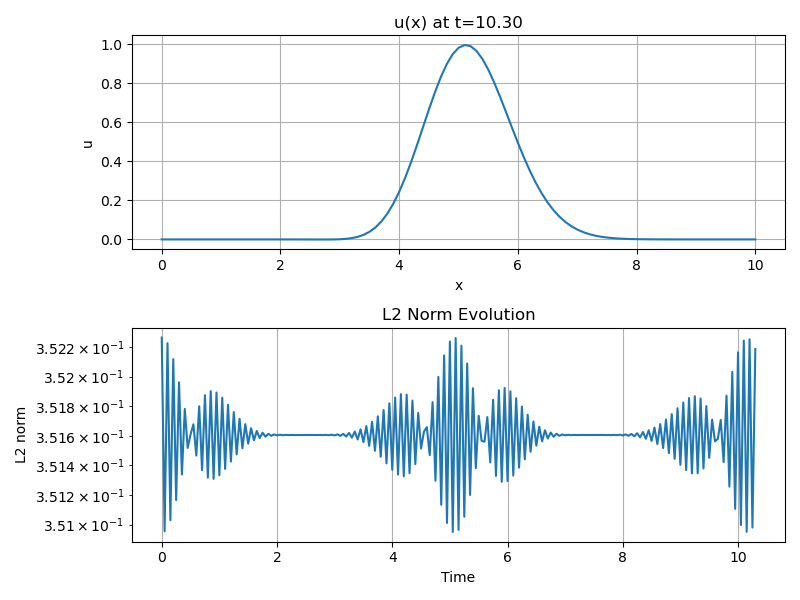 u(x) at t=10.30
1.0
0.8
0.6
0.4
0.2
0.0
u
0 2 4 6 8 10
x
L2 Norm Evolution
3.522 × 10⁻¹
3.52 × 10⁻¹
3.518 × 10⁻¹
3.516 × 10⁻¹
3.514 × 10⁻¹
3.512 × 10⁻¹
3.51 × 10⁻¹
L2 norm
0 2 4 6 8 10
Time